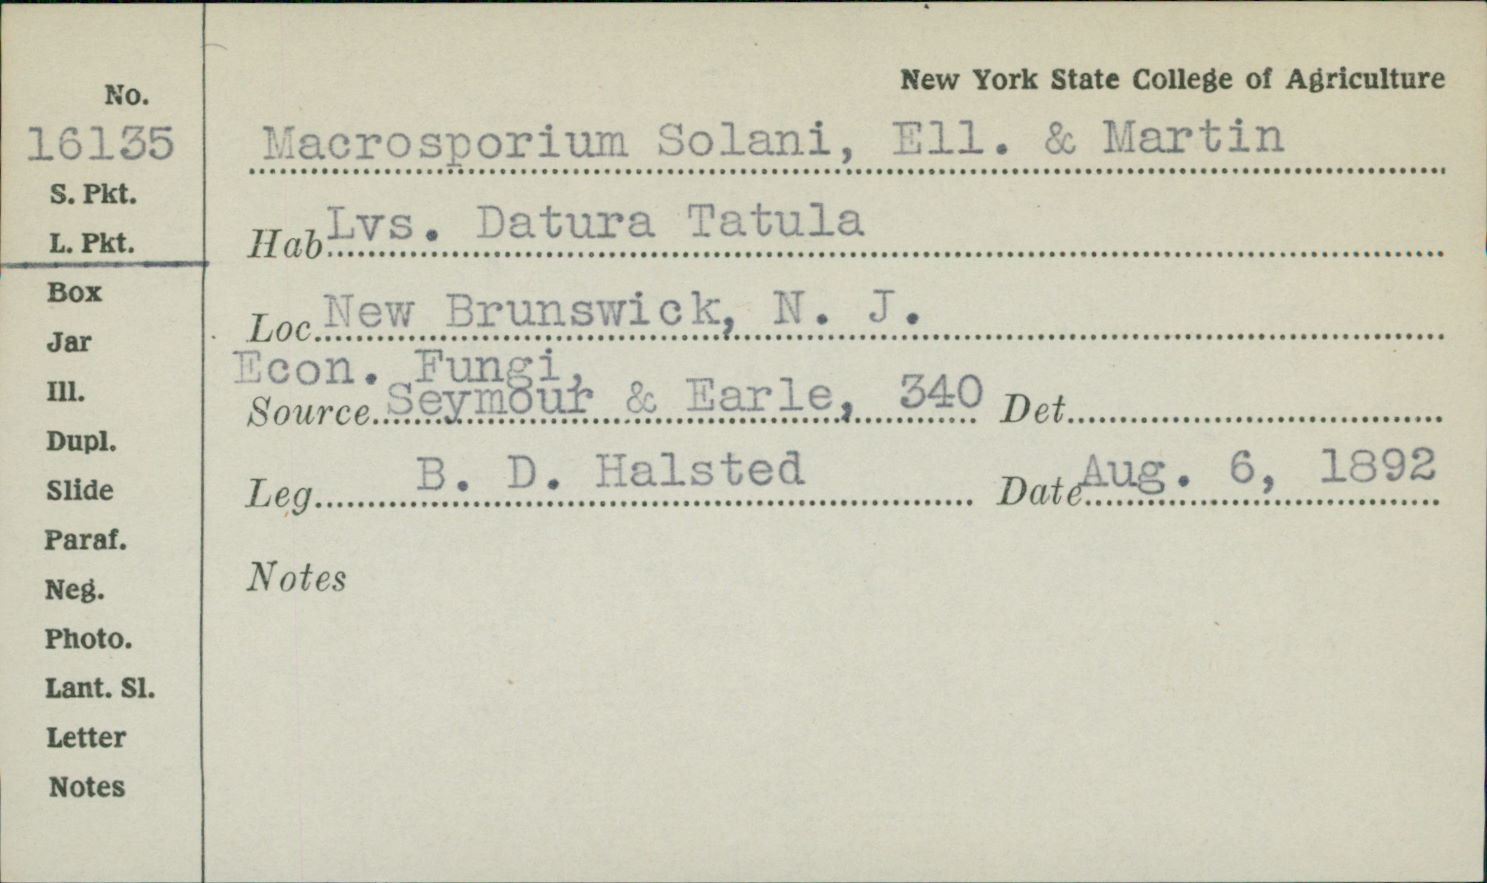 New York State College of Agriculture
No.
16135
S. Pkt.
L. Pkt.
Box
Jar
Ill.
Dupl.
Slide
Paraf.
Neg.
Photo.
Lant. Sl.
Letter
Notes
Macrosporium Solani, Ell. & Martin
Hab Lvs. Datura Tatula
Loc. New Brunswick, N. J.
Econ. Fungi,
Source Seymour & Earle, 340 Det.
Leg. B. D. Halsted Date Aug. 6, 1892
Notes